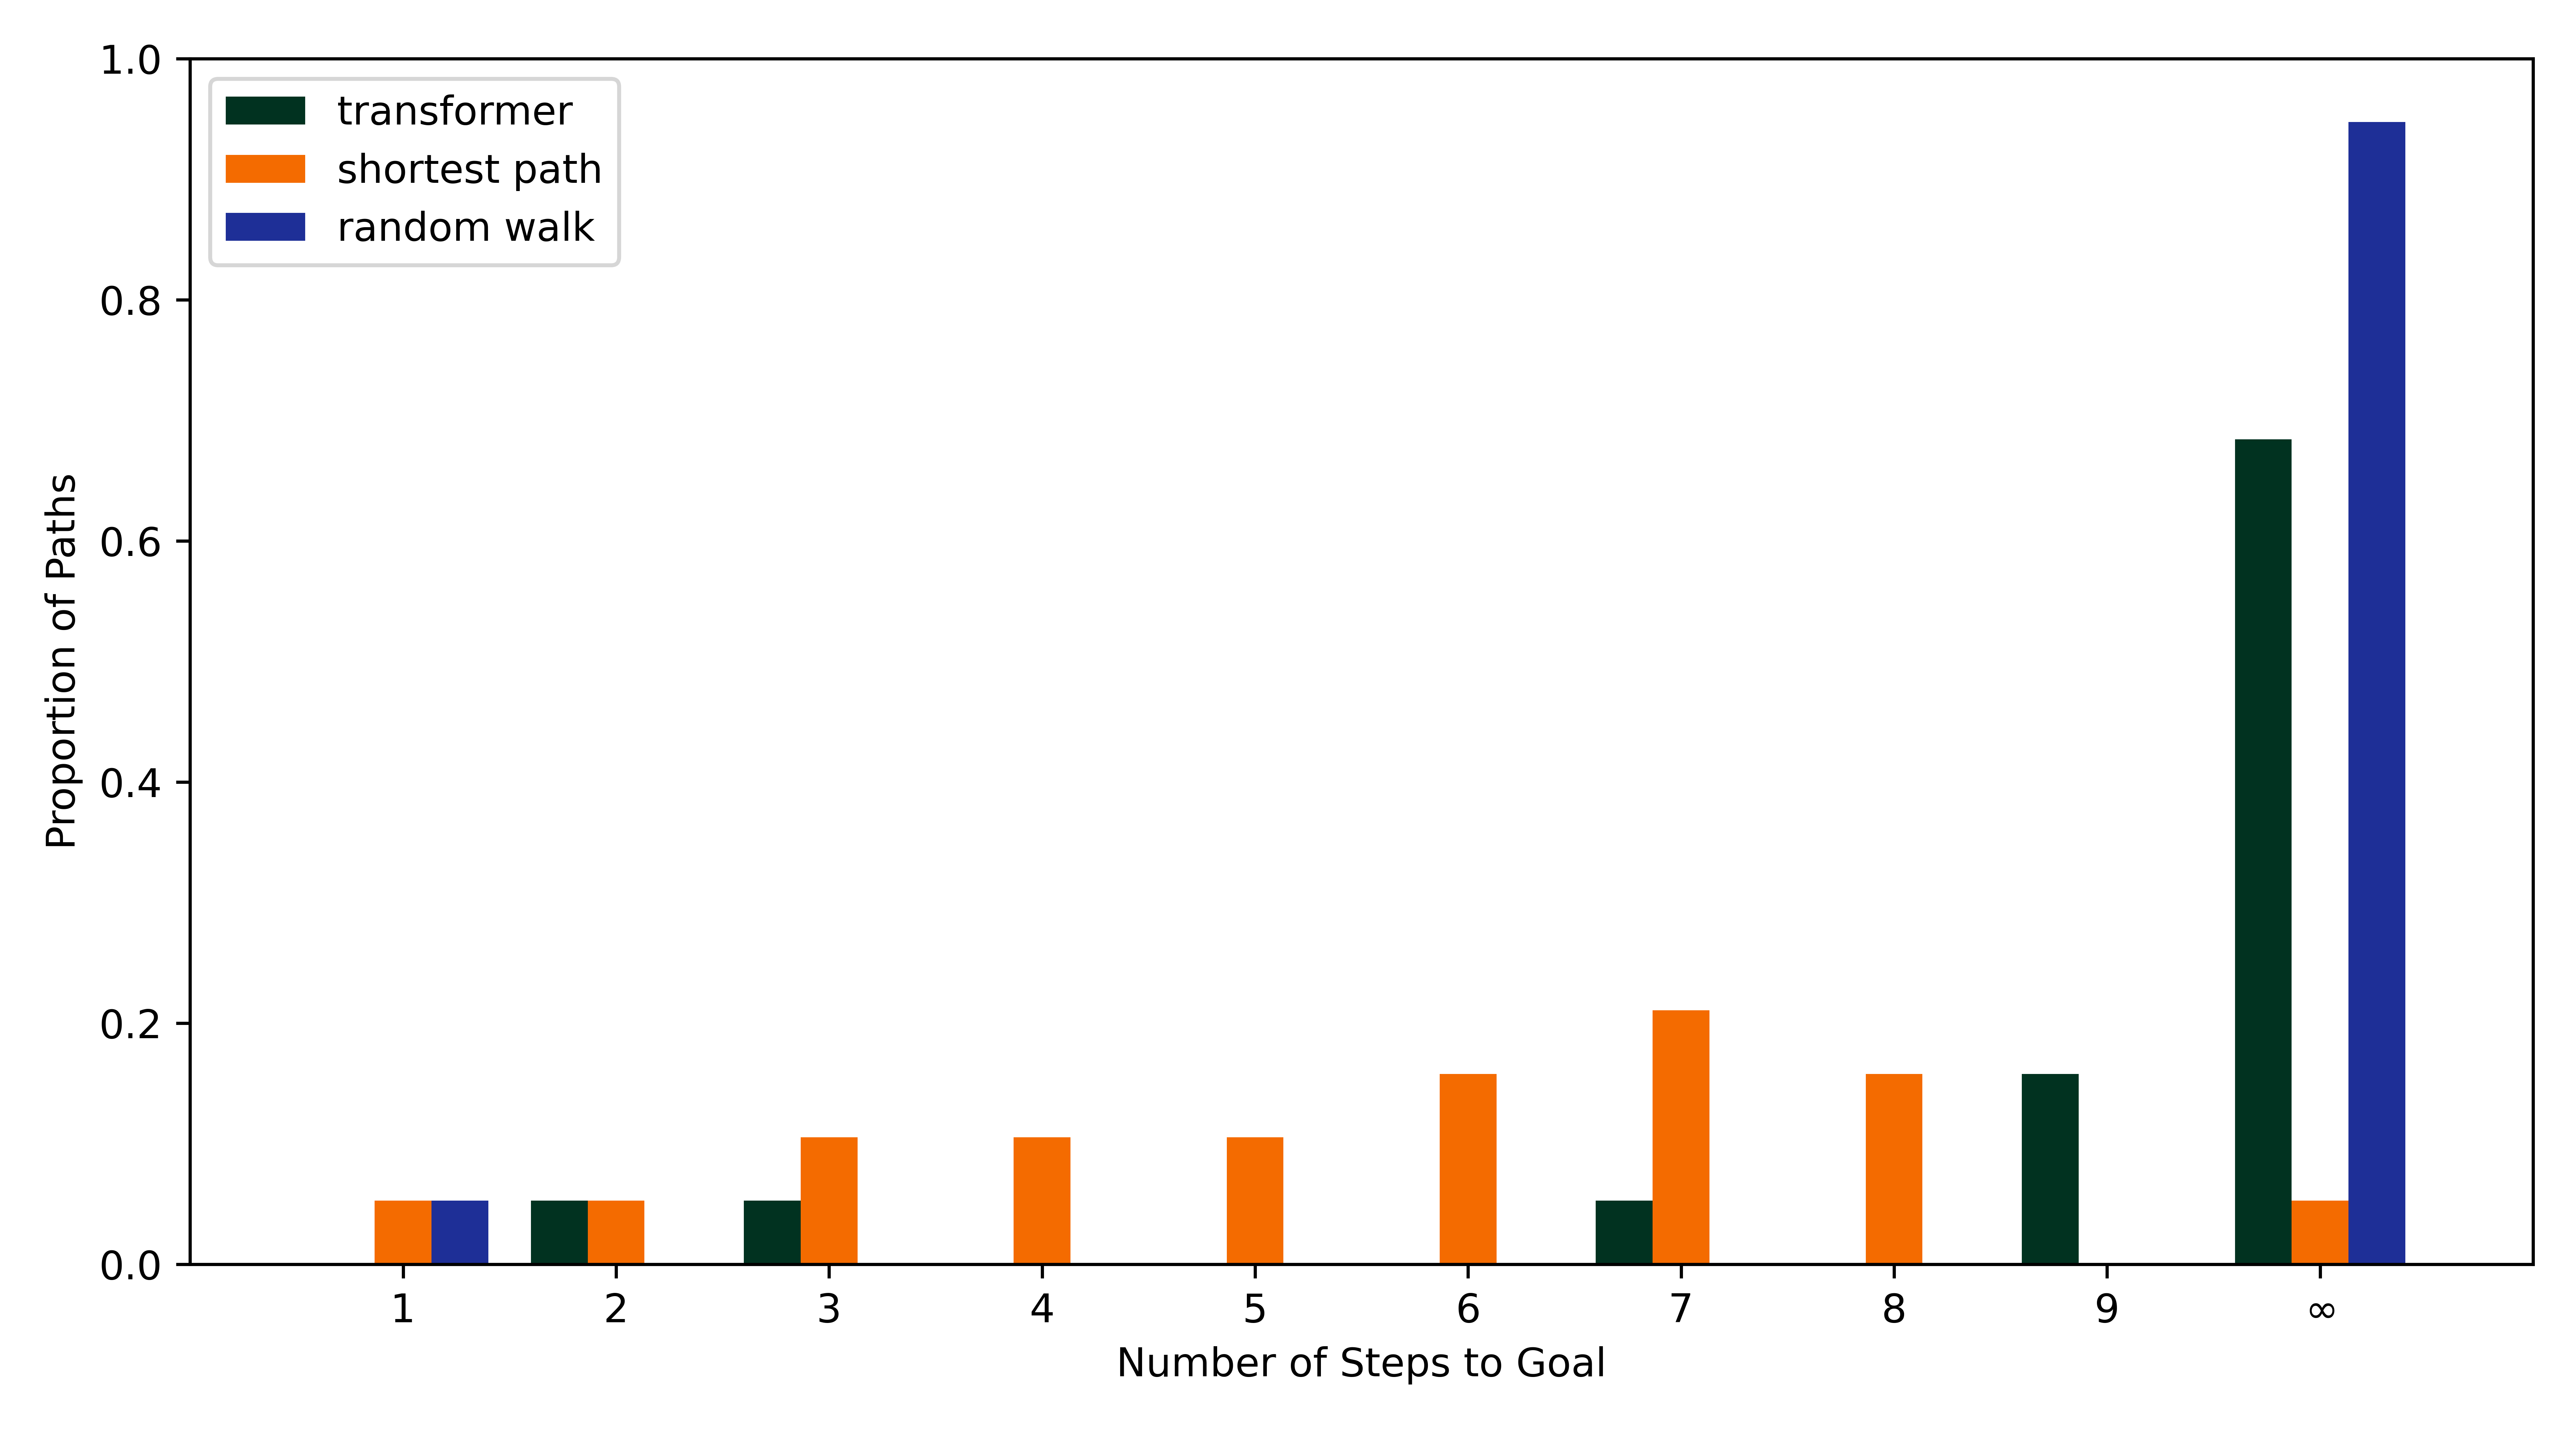 1.0
0.8
0.6
0.4
0.2
0.0
Proportion of Paths
transformer
shortest path
random walk
1 2 3 4 5 6 7 8 9 ∞
Number of Steps to Goal